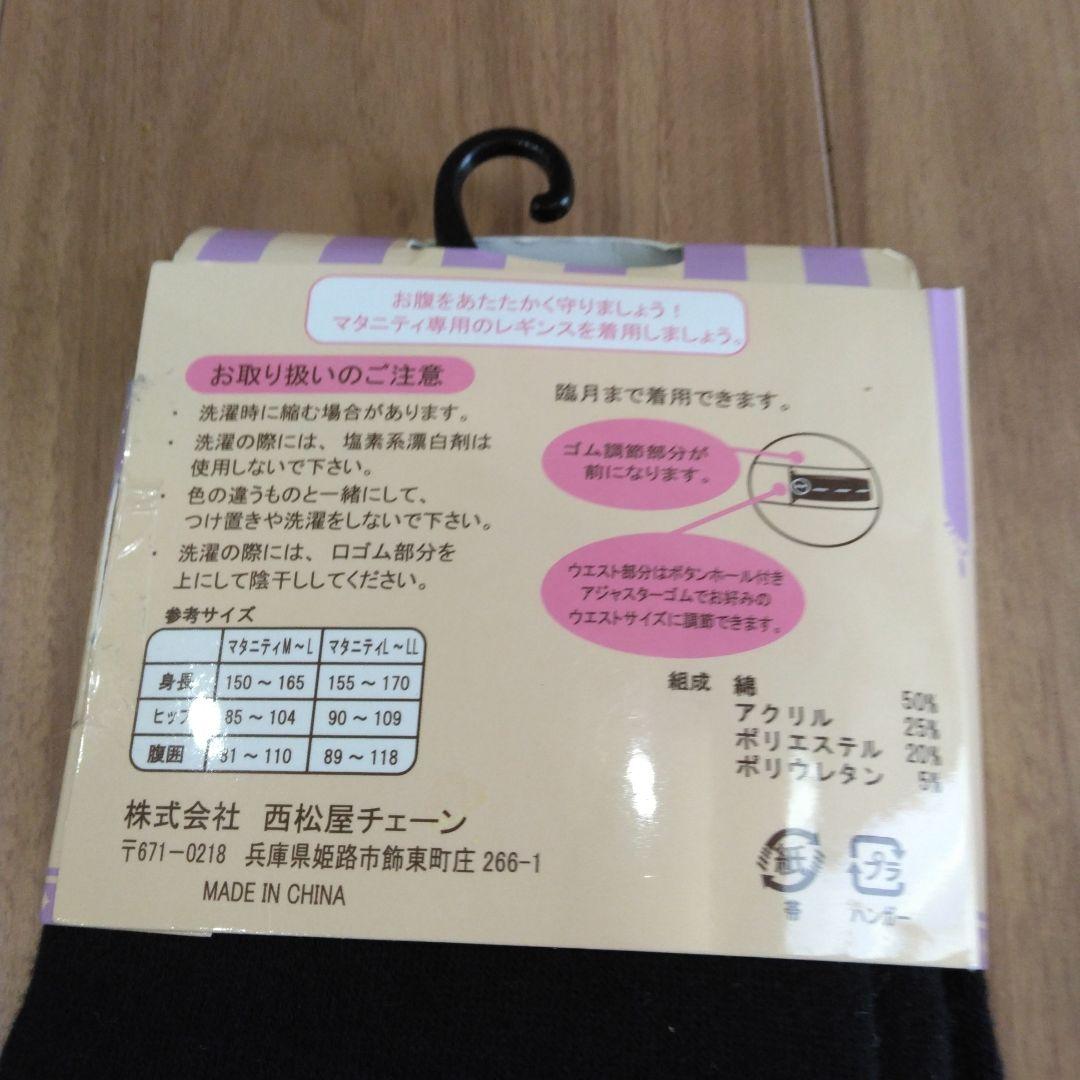 お腹をあたたかく守りましょう！
マタニティ専用のレギンスを着用しましょう。
お取り扱いのご注意
・ 洗濯時に縮む場合があります。
・ 洗濯の際には、塩素系漂白剤は
使用しないで下さい。
・ 色の違うものと一緒にして、
つけ置きや洗濯をしないで下さい。
・ 洗濯の際には、口ゴム部分を
上にして陰干ししてください。
参考サイズ
マタニティM～L マタニティL～LL
身長 150～165 155～170
ヒップ 85～104 90～109
腹囲 81～110 89～118
臨月まで着用できます。
ゴム調節部分が
前になります。
ウエスト部分はボタンホール付き
アジャスターゴムでお好みの
ウエストサイズに調節できます。
組成 綿 50%
アクリル 25%
ポリエステル 20%
ポリウレタン 5%
株式会社 西松屋チェーン
〒671-0218 兵庫県姫路市飾東町庄266-1
MADE IN CHINA
紙 プラ
帯 ハンガー